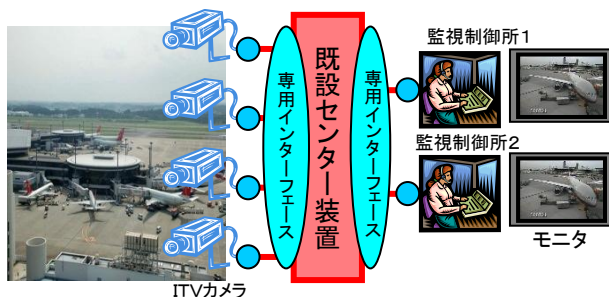 監視制御所1
専用インターフェース
既設センター装置
専用インターフェース
監視制御所2
モニタ
ITVカメラ